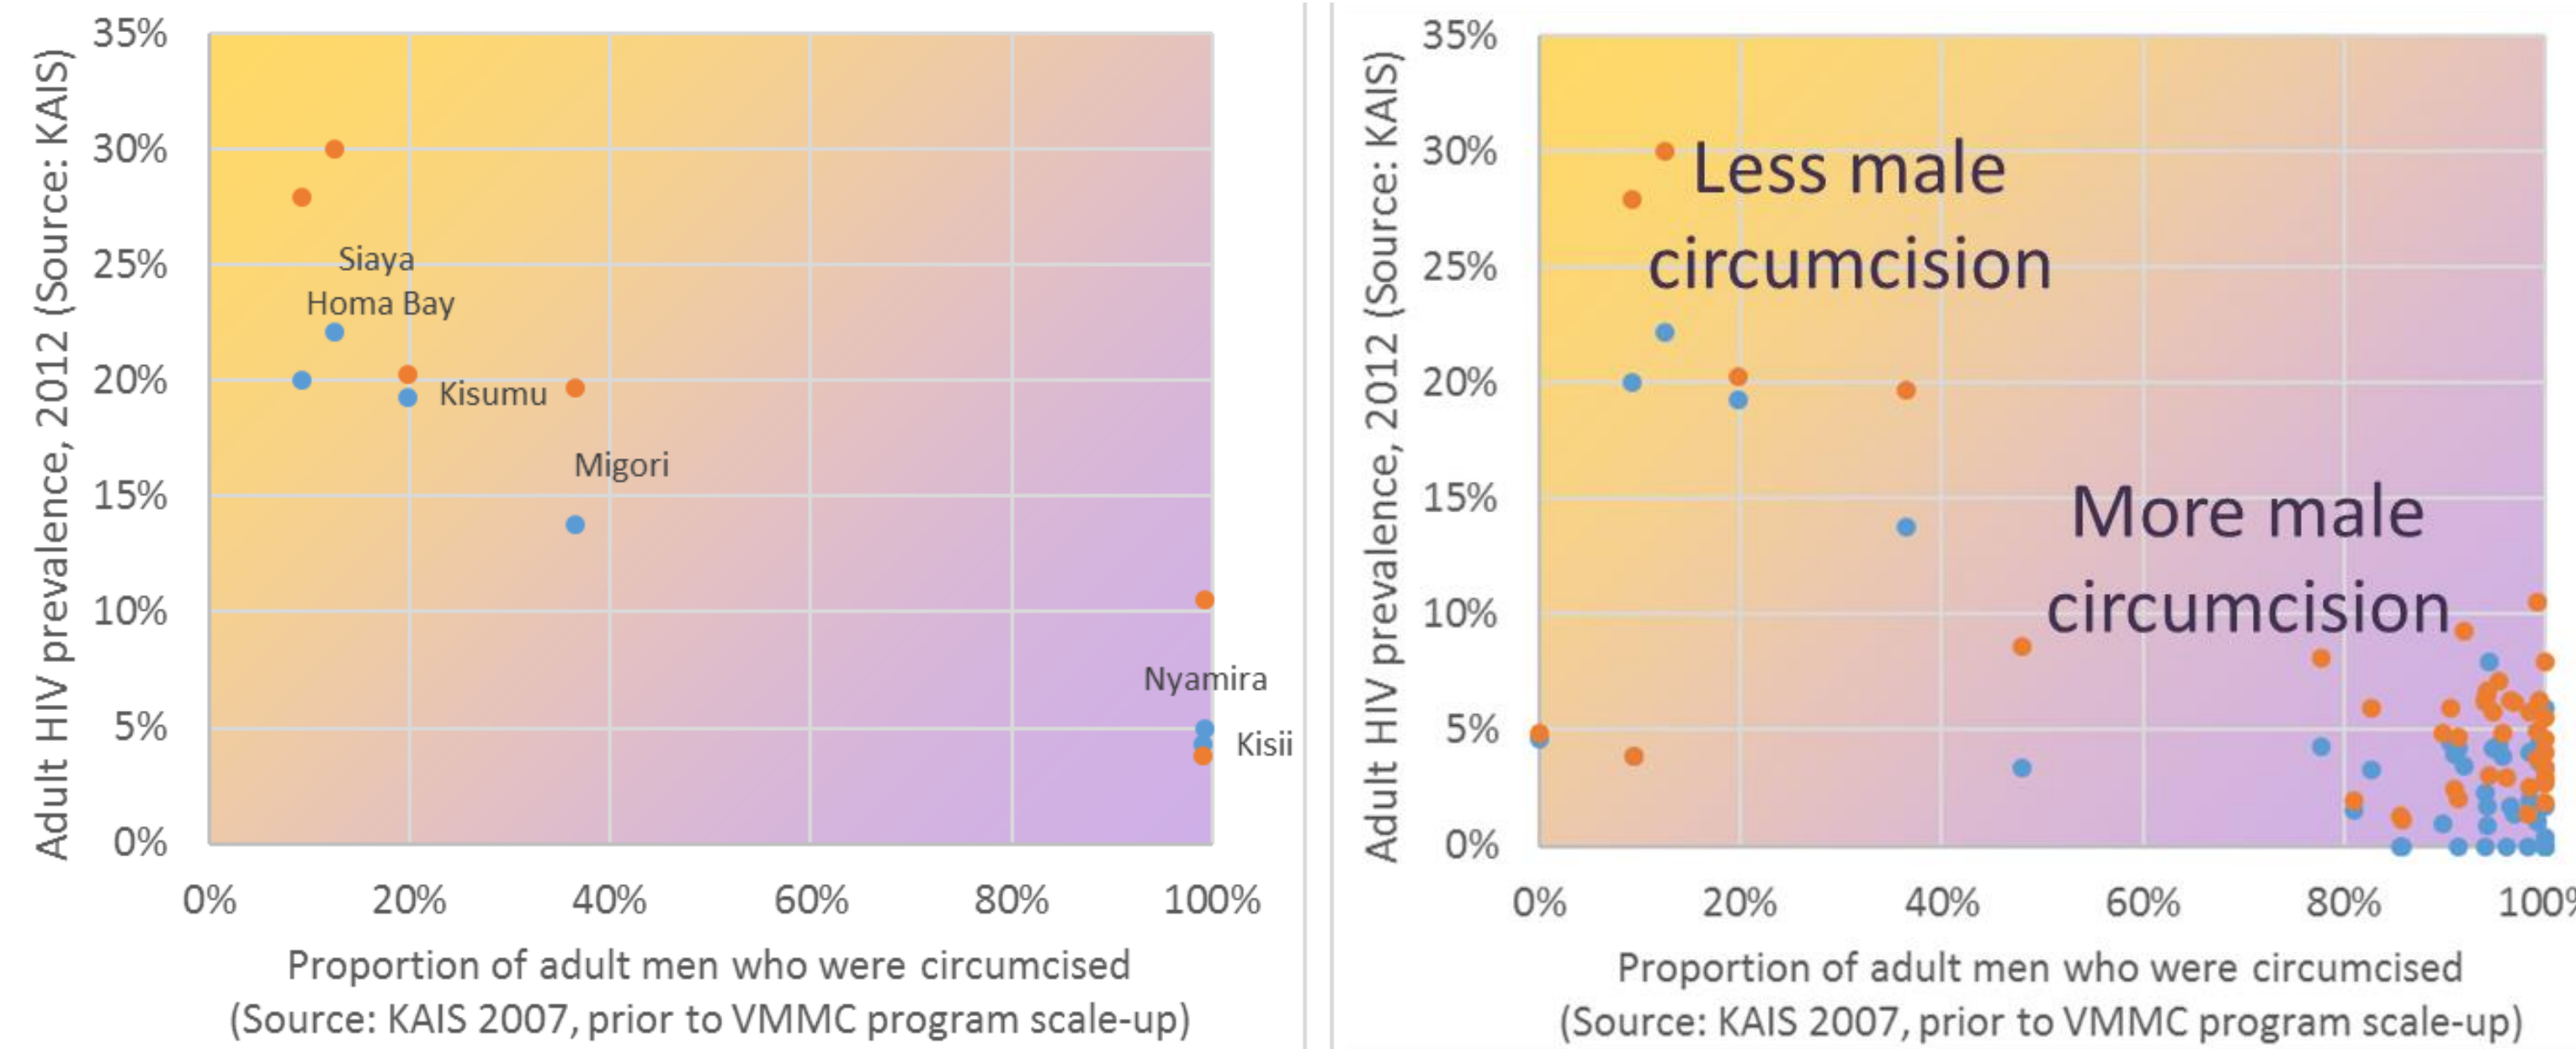 Adult HIV prevalence, 2012 (Source: KAIS)
35%
30%
25%
20%
15%
10%
5%
0%
Siaya
Homa Bay
Kisumu
Migori
Nyamira
Kisii
0% 20% 40% 60% 80% 100%
Proportion of adult men who were circumcised
(Source: KAIS 2007, prior to VMMC program scale-up)
Adult HIV prevalence, 2012 (Source: KAIS)
35%
30%
25%
20%
15%
10%
5%
0%
Less male
circumcision
More male
circumcision
0% 20% 40% 60% 80% 100%
Proportion of adult men who were circumcised
(Source: KAIS 2007, prior to VMMC program scale-up)